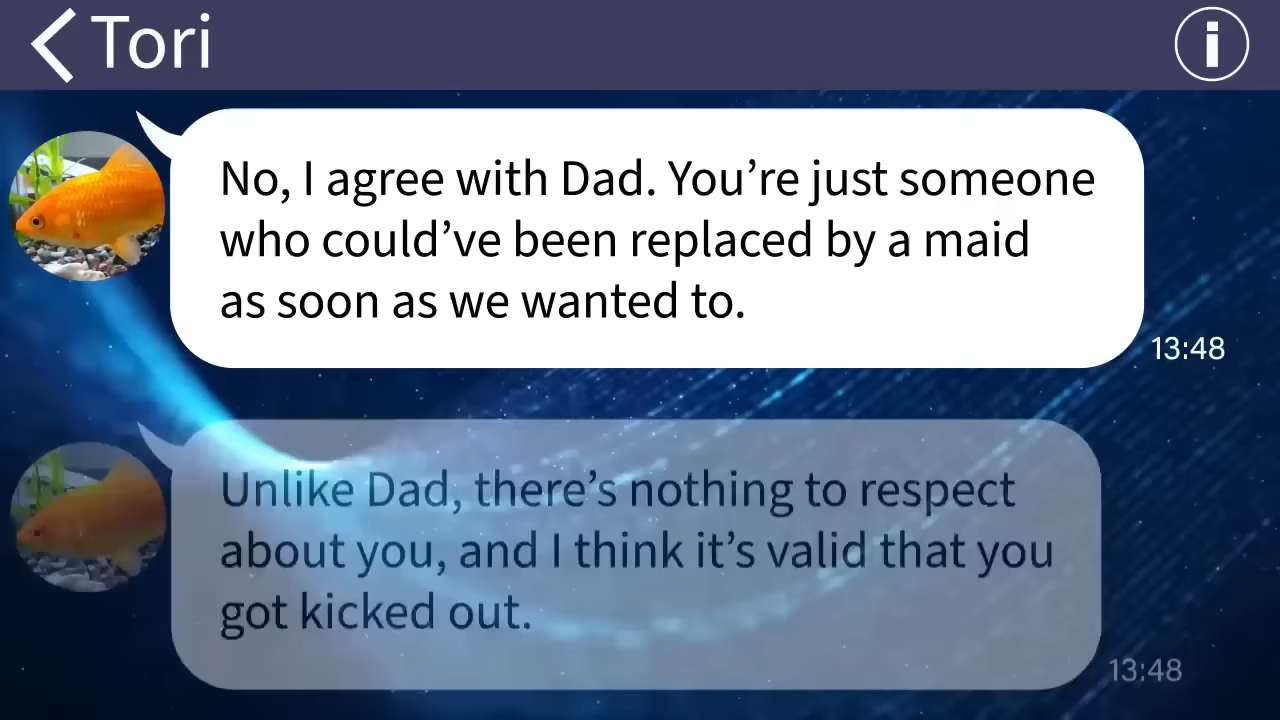 Tori
No, I agree with Dad. You’re just someone
who could’ve been replaced by a maid
as soon as we wanted to.
13:48
Unlike Dad, there’s nothing to respect
about you, and I think it’s valid that you
got kicked out.
13:48